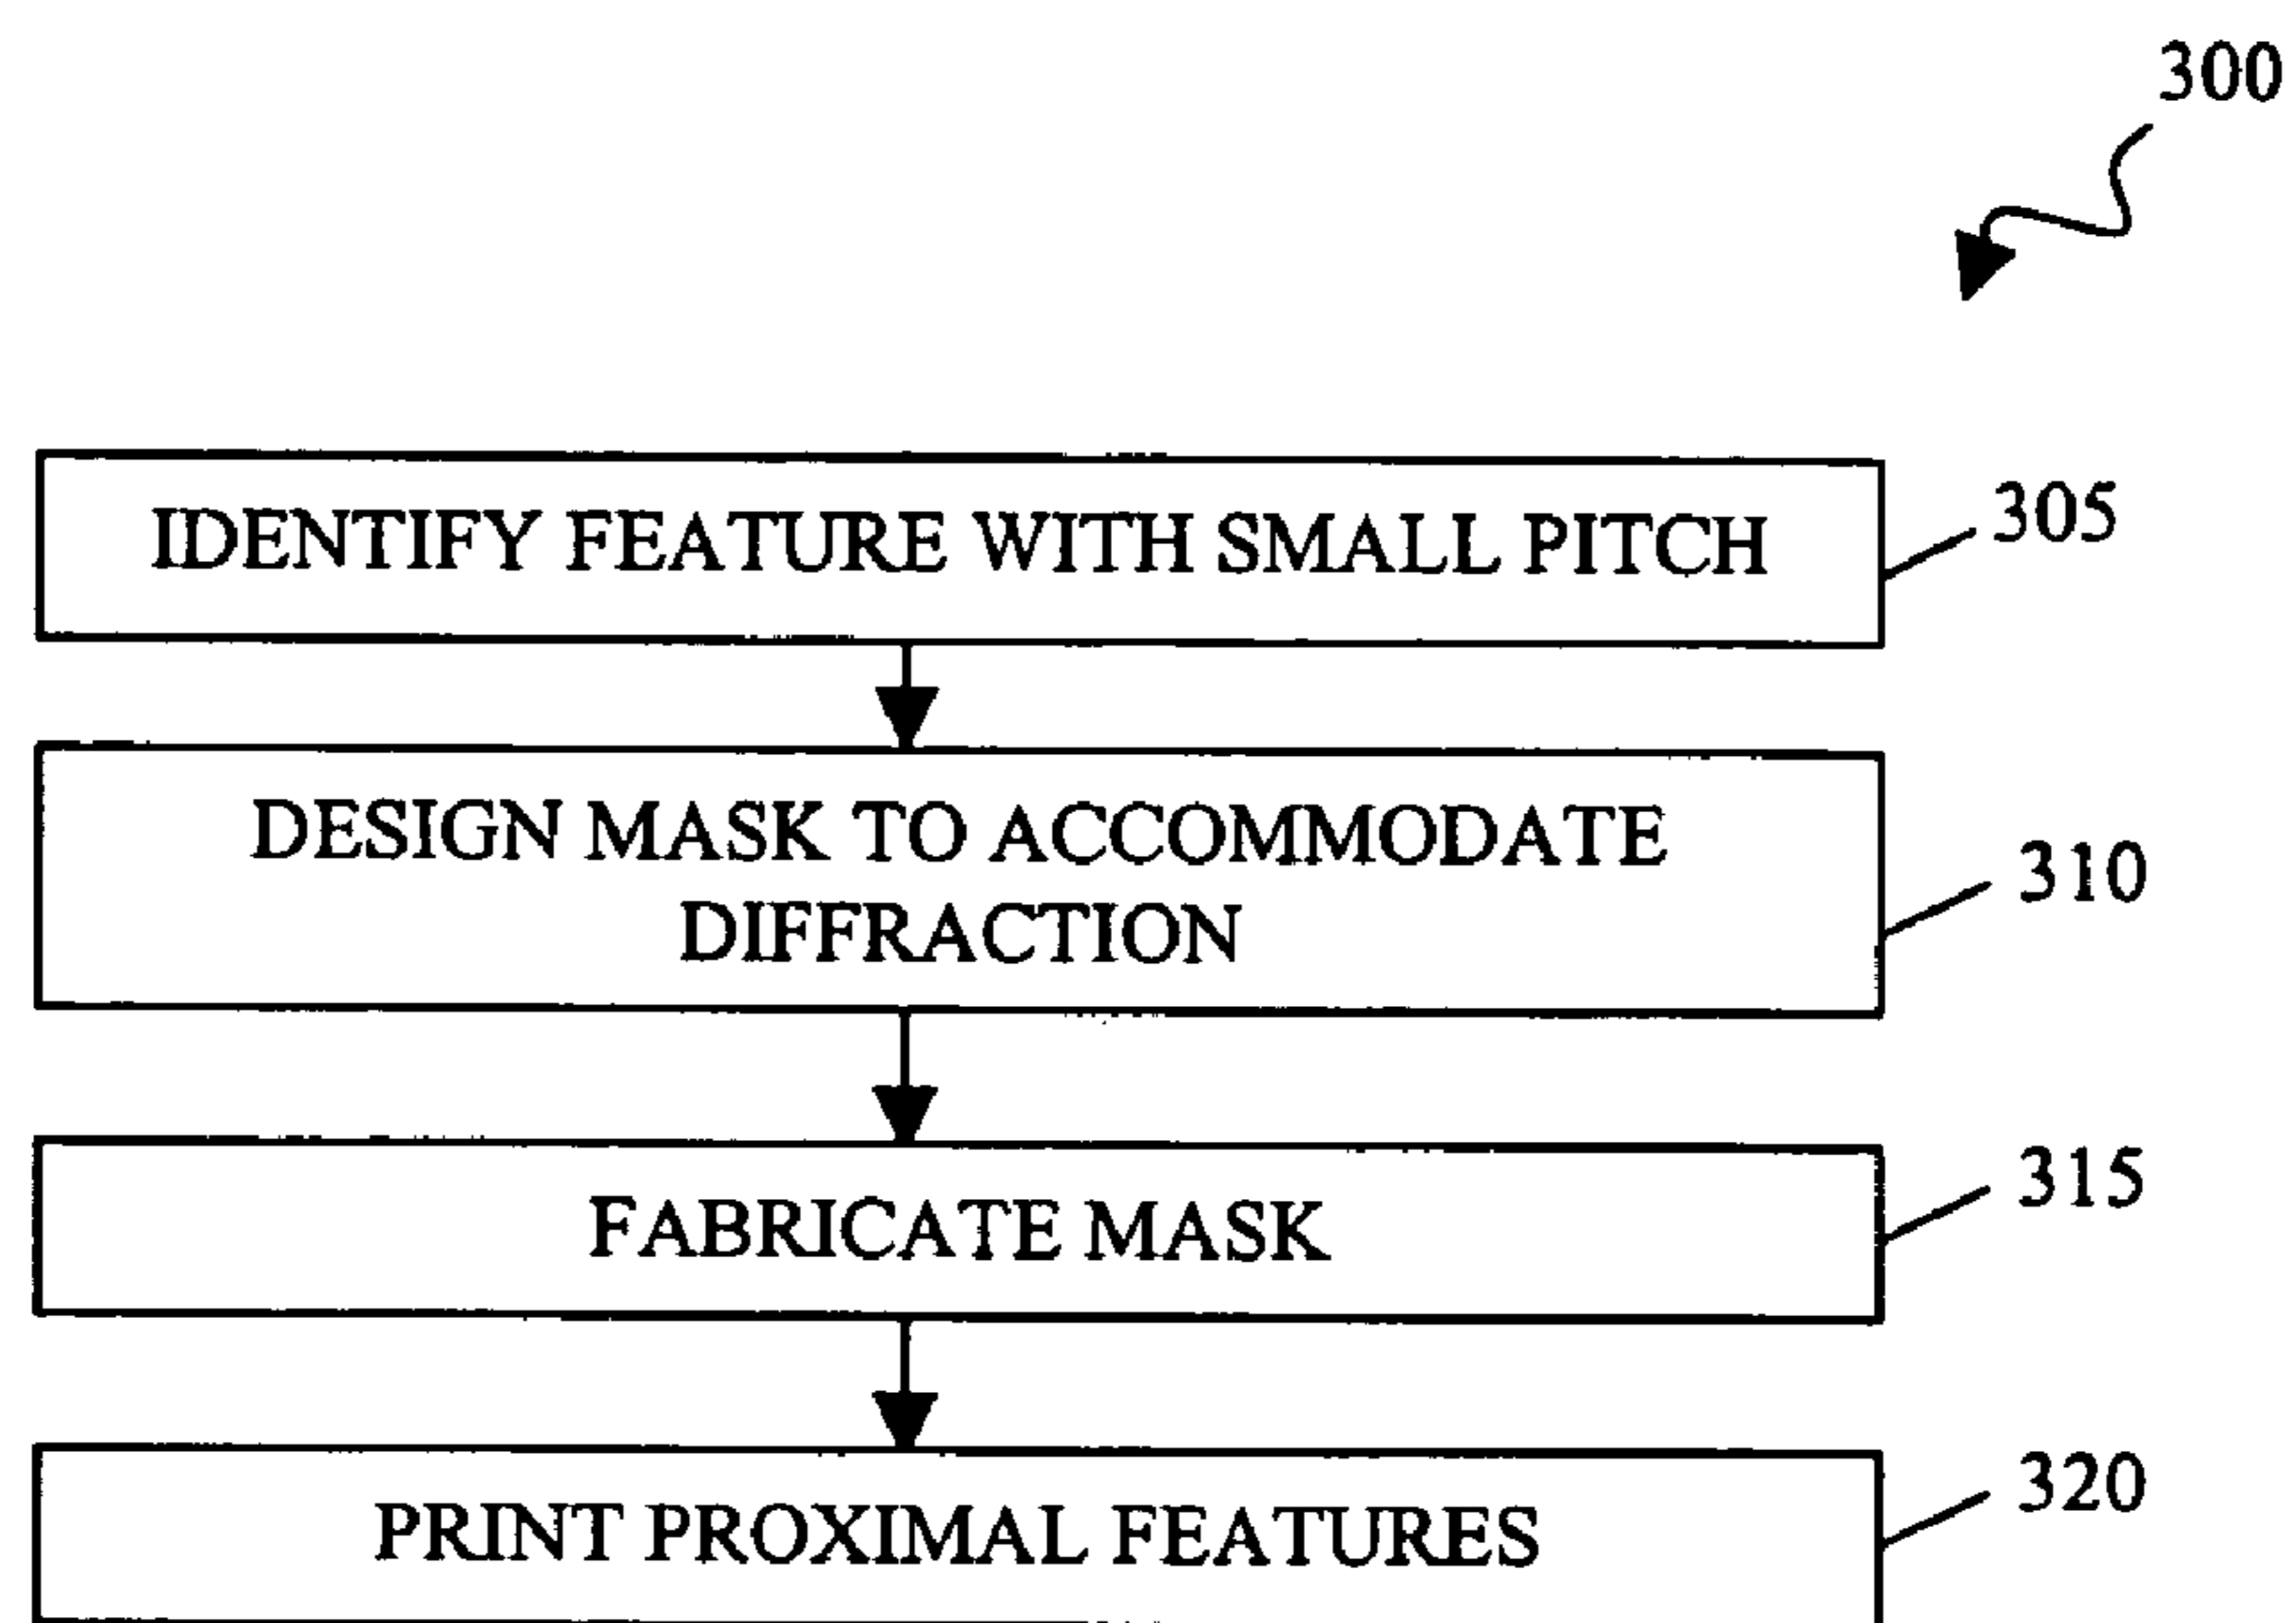 300
IDENTIFY FEATURE WITH SMALL PITCH
305
DESIGN MASK TO ACCOMMODATE
DIFFRACTION
310
FABRICATE MASK
315
PRINT PROXIMAL FEATURES
320